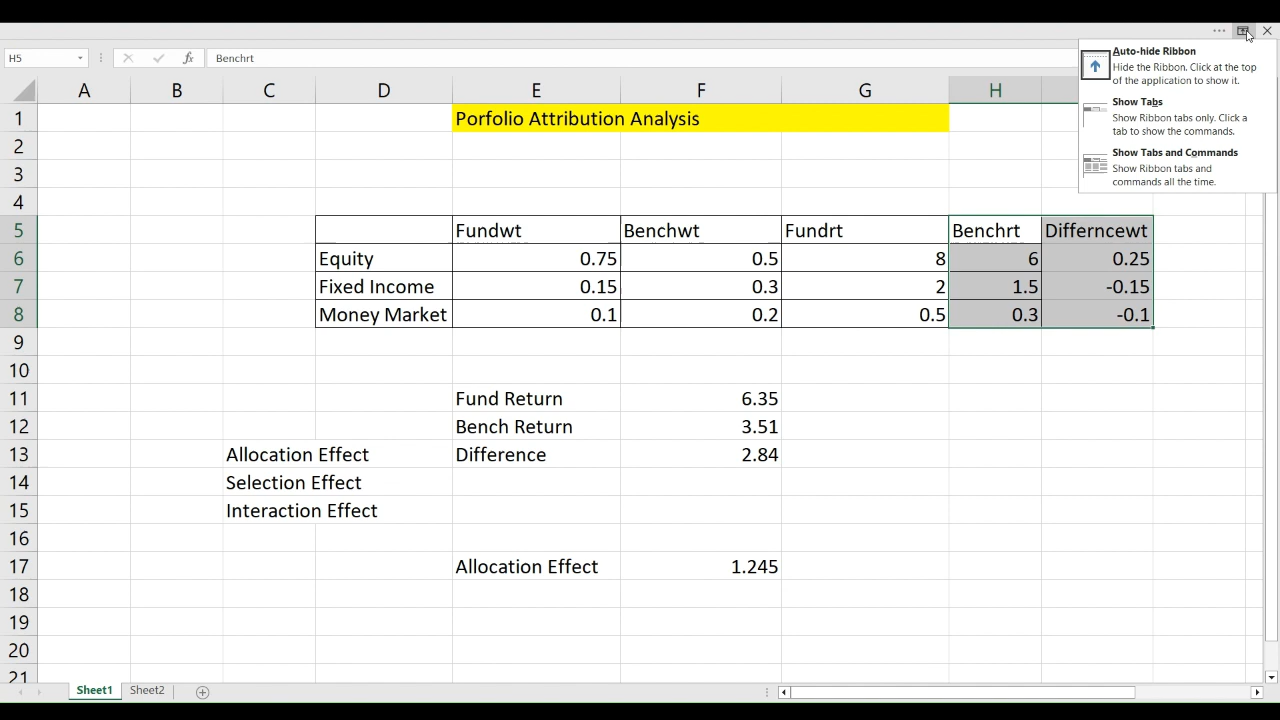 H5 fx Benchrt
Auto-hide Ribbon
Hide the Ribbon. Click at the top
of the application to show it.
Show Tabs
Show Ribbon tabs only. Click a
tab to show the commands.
Show Tabs and Commands
Show Ribbon tabs and
commands all the time.
A B C D E F G H
1 Porfolio Attribution Analysis
2
3
4
5 Fundwt Benchwt Fundrt Benchrt Differncewt
6 Equity 0.75 0.5 8 6 0.25
7 Fixed Income 0.15 0.3 2 1.5 -0.15
8 Money Market 0.1 0.2 0.5 0.3 -0.1
9
10
11 Fund Return 6.35
12 Bench Return 3.51
13 Allocation Effect Difference 2.84
14 Selection Effect
15 Interaction Effect
16
17 Allocation Effect 1.245
18
19
20
21
Sheet1 Sheet2